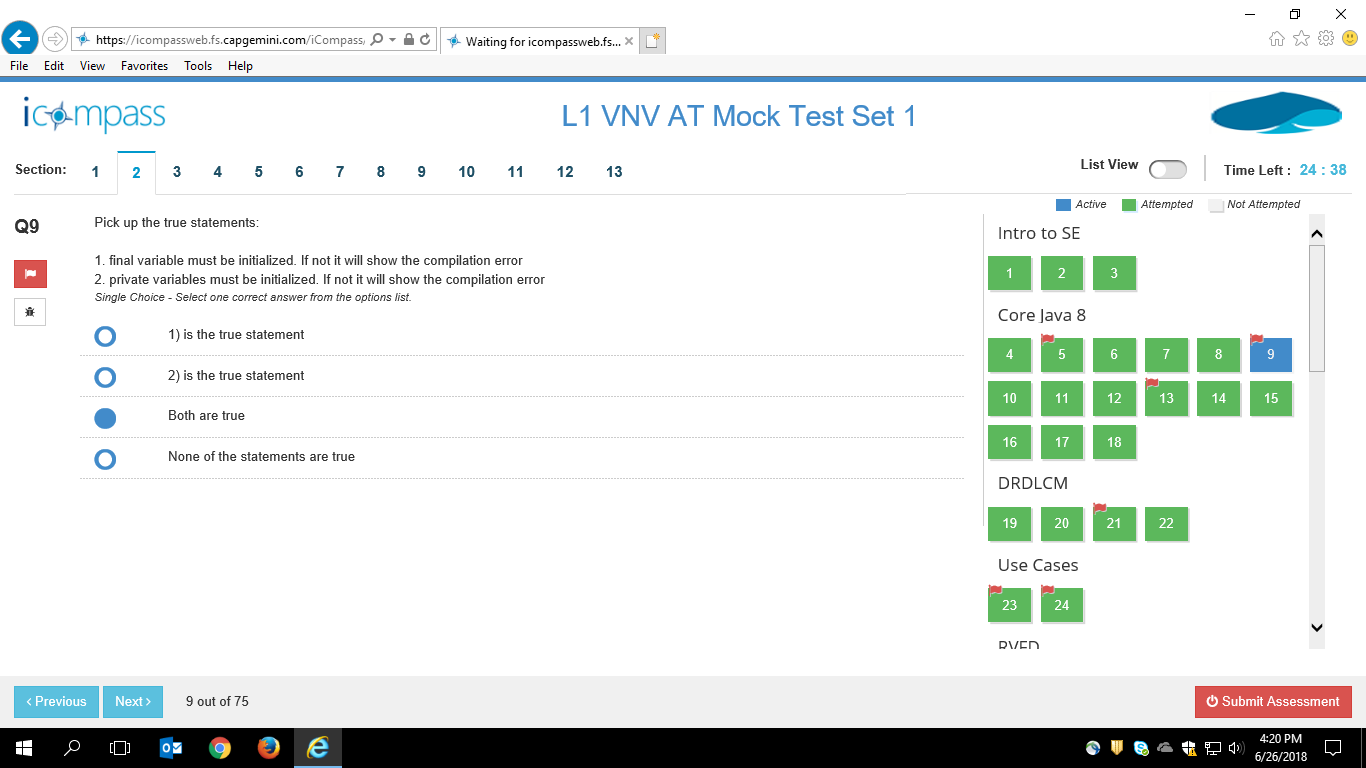 https://icompassweb.fs.capgemini.com/iCompass/
Waiting for icompassweb.fs...
File Edit View Favorites Tools Help
icompass
L1 VNV AT Mock Test Set 1
Section: 1 2 3 4 5 6 7 8 9 10 11 12 13
List View
Time Left : 24 : 38
Active Attempted Not Attempted
Q9
Pick up the true statements:
1. final variable must be initialized. If not it will show the compilation error
2. private variables must be initialized. If not it will show the compilation error
Single Choice - Select one correct answer from the options list.
1) is the true statement
2) is the true statement
Both are true
None of the statements are true
Intro to SE
1 2 3
Core Java 8
4 5 6 7 8 9
10 11 12 13 14 15
16 17 18
DRDLCM
19 20 21 22
Use Cases
23 24
< Previous Next > 9 out of 75
Submit Assessment
4:20 PM
6/26/2018